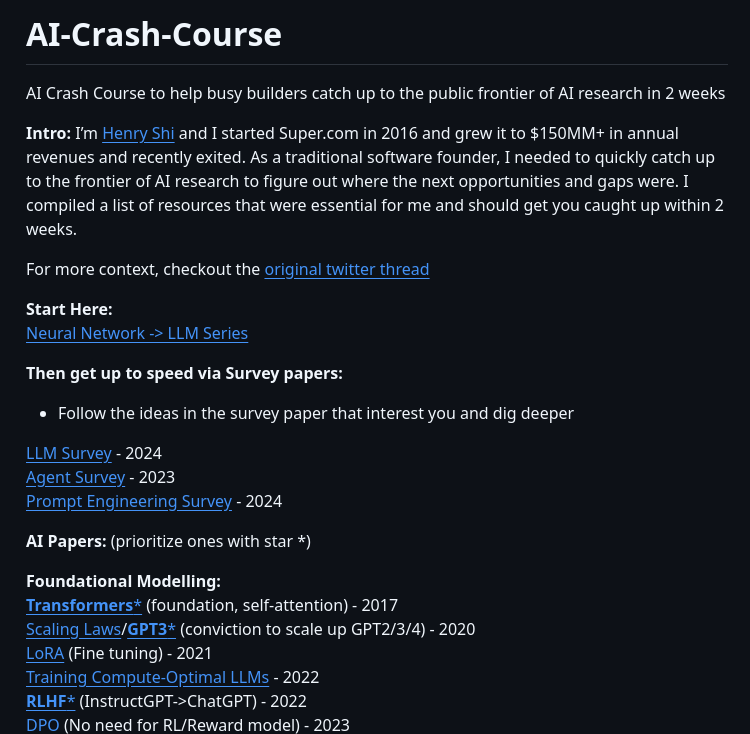 AI-Crash-Course
AI Crash Course to help busy builders catch up to the public frontier of AI research in 2 weeks
Intro: I’m Henry Shi and I started Super.com in 2016 and grew it to $150MM+ in annual
revenues and recently exited. As a traditional software founder, I needed to quickly catch up
to the frontier of AI research to figure out where the next opportunities and gaps were. I
compiled a list of resources that were essential for me and should get you caught up within 2
weeks.
For more context, checkout the original twitter thread
Start Here:
Neural Network -> LLM Series
Then get up to speed via Survey papers:
• Follow the ideas in the survey paper that interest you and dig deeper
LLM Survey - 2024
Agent Survey - 2023
Prompt Engineering Survey - 2024
AI Papers: (prioritize ones with star *)
Foundational Modelling:
Transformers* (foundation, self-attention) - 2017
Scaling Laws/GPT3* (conviction to scale up GPT2/3/4) - 2020
LoRA (Fine tuning) - 2021
Training Compute-Optimal LLMs - 2022
RLHF* (InstructGPT->ChatGPT) - 2022
DPO (No need for RL/Reward model) - 2023